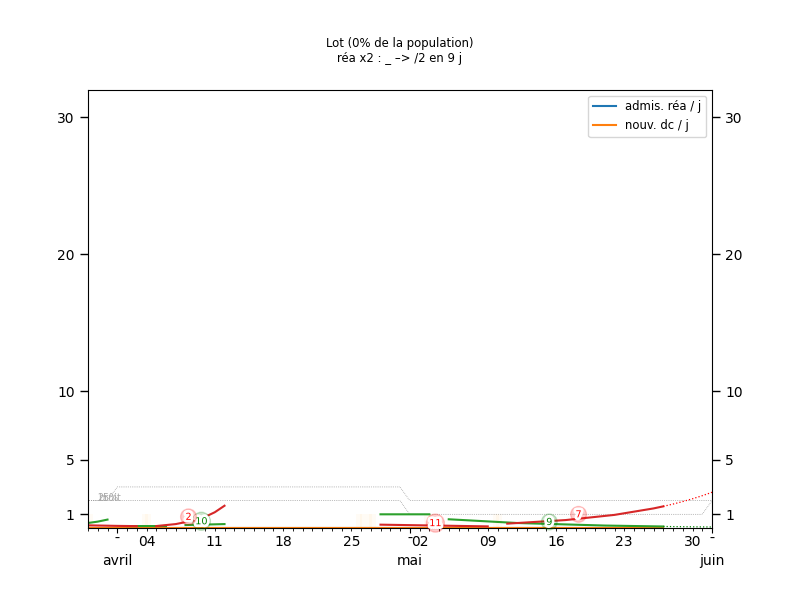 Lot (0% de la population)
réa x2 : _ –> /2 en 9 j
admis. réa / j
nouv. dc / j
30
30
20
20
10
10
5
5
1
1
2
10
11
9
7
- 04 11 18 25 - 02 09 16 23 30 -
avril mai juin